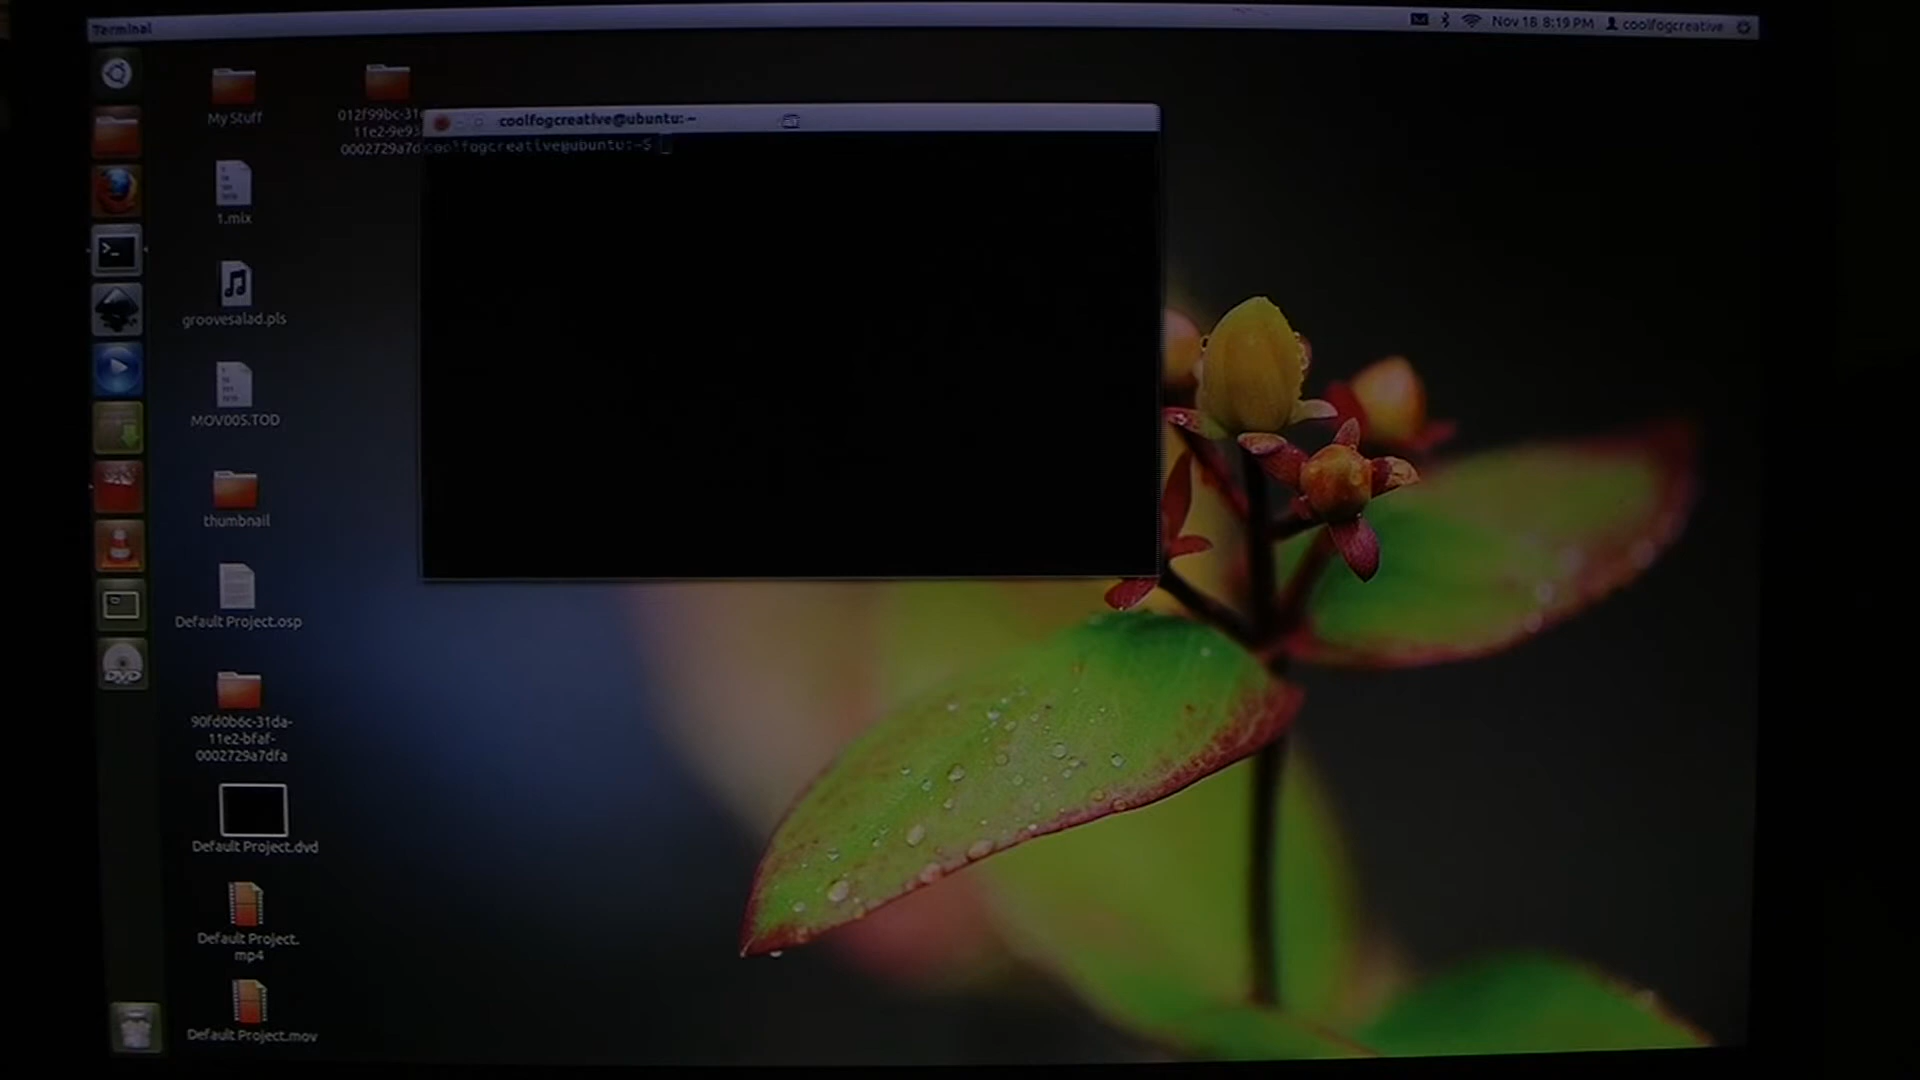 Terminal
Nov 18 8:19 PM
coolfogcreative
My Stuff
1.mix
groovesalad.pls
MOV005.TOD
thumbnail
Default Project.osp
90fd0b6c-31da-
11e2-bfaf-
0002729a7dfa
Default Project.dvd
Default Project.
mp4
Default Project.mov
012f99bc-31
11e2-9e93
0002729a7d
coolfogcreative@ubuntu: ~
coolfogcreative@ubuntu:~$
DVD